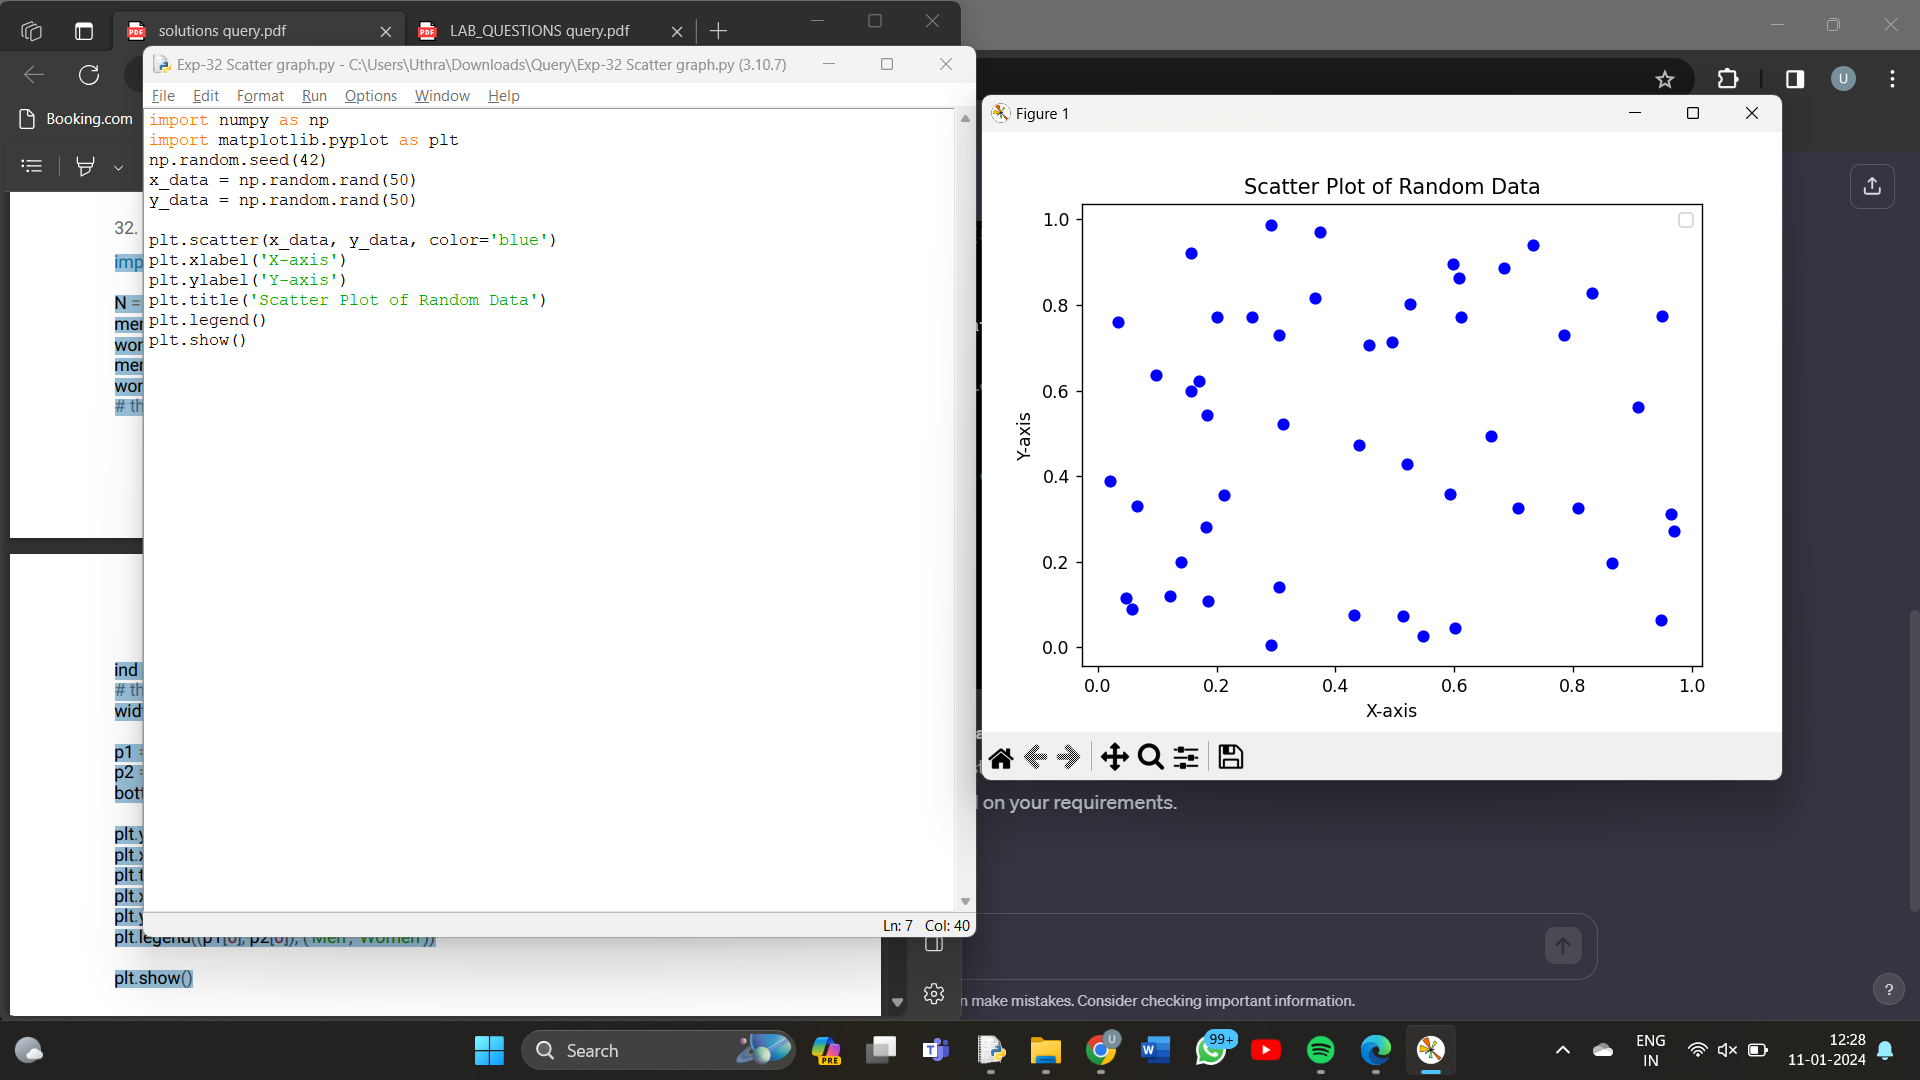 solutions query.pdf
LAB_QUESTIONS query.pdf
Exp-32 Scatter graph.py - C:\Users\Uthra\Downloads\Query\Exp-32 Scatter graph.py (3.10.7)
File Edit Format Run Options Window Help
Booking.com
U
import numpy as np
import matplotlib.pyplot as plt
np.random.seed(42)
x_data = np.random.rand(50)
y_data = np.random.rand(50)
plt.scatter(x_data, y_data, color='blue')
plt.xlabel('X-axis')
plt.ylabel('Y-axis')
plt.title('Scatter Plot of Random Data')
plt.legend()
plt.show()
Ln: 7 Col: 40
32.
imp
N =
mer
wor
mer
wor
# th
ind
# th
wid
p1 =
p2 =
bott
plt.y
plt.x
plt.t
plt.x
plt.y
plt.legend((p1[0], p2[0]), ('Men', 'Women'))
plt.show()
Figure 1
Scatter Plot of Random Data
1.0
0.8
0.6
0.4
0.2
0.0
Y-axis
0.0 0.2 0.4 0.6 0.8 1.0
X-axis
on your requirements.
n make mistakes. Consider checking important information.
?
Search
PRE
99+
ENG
IN
12:28
11-01-2024